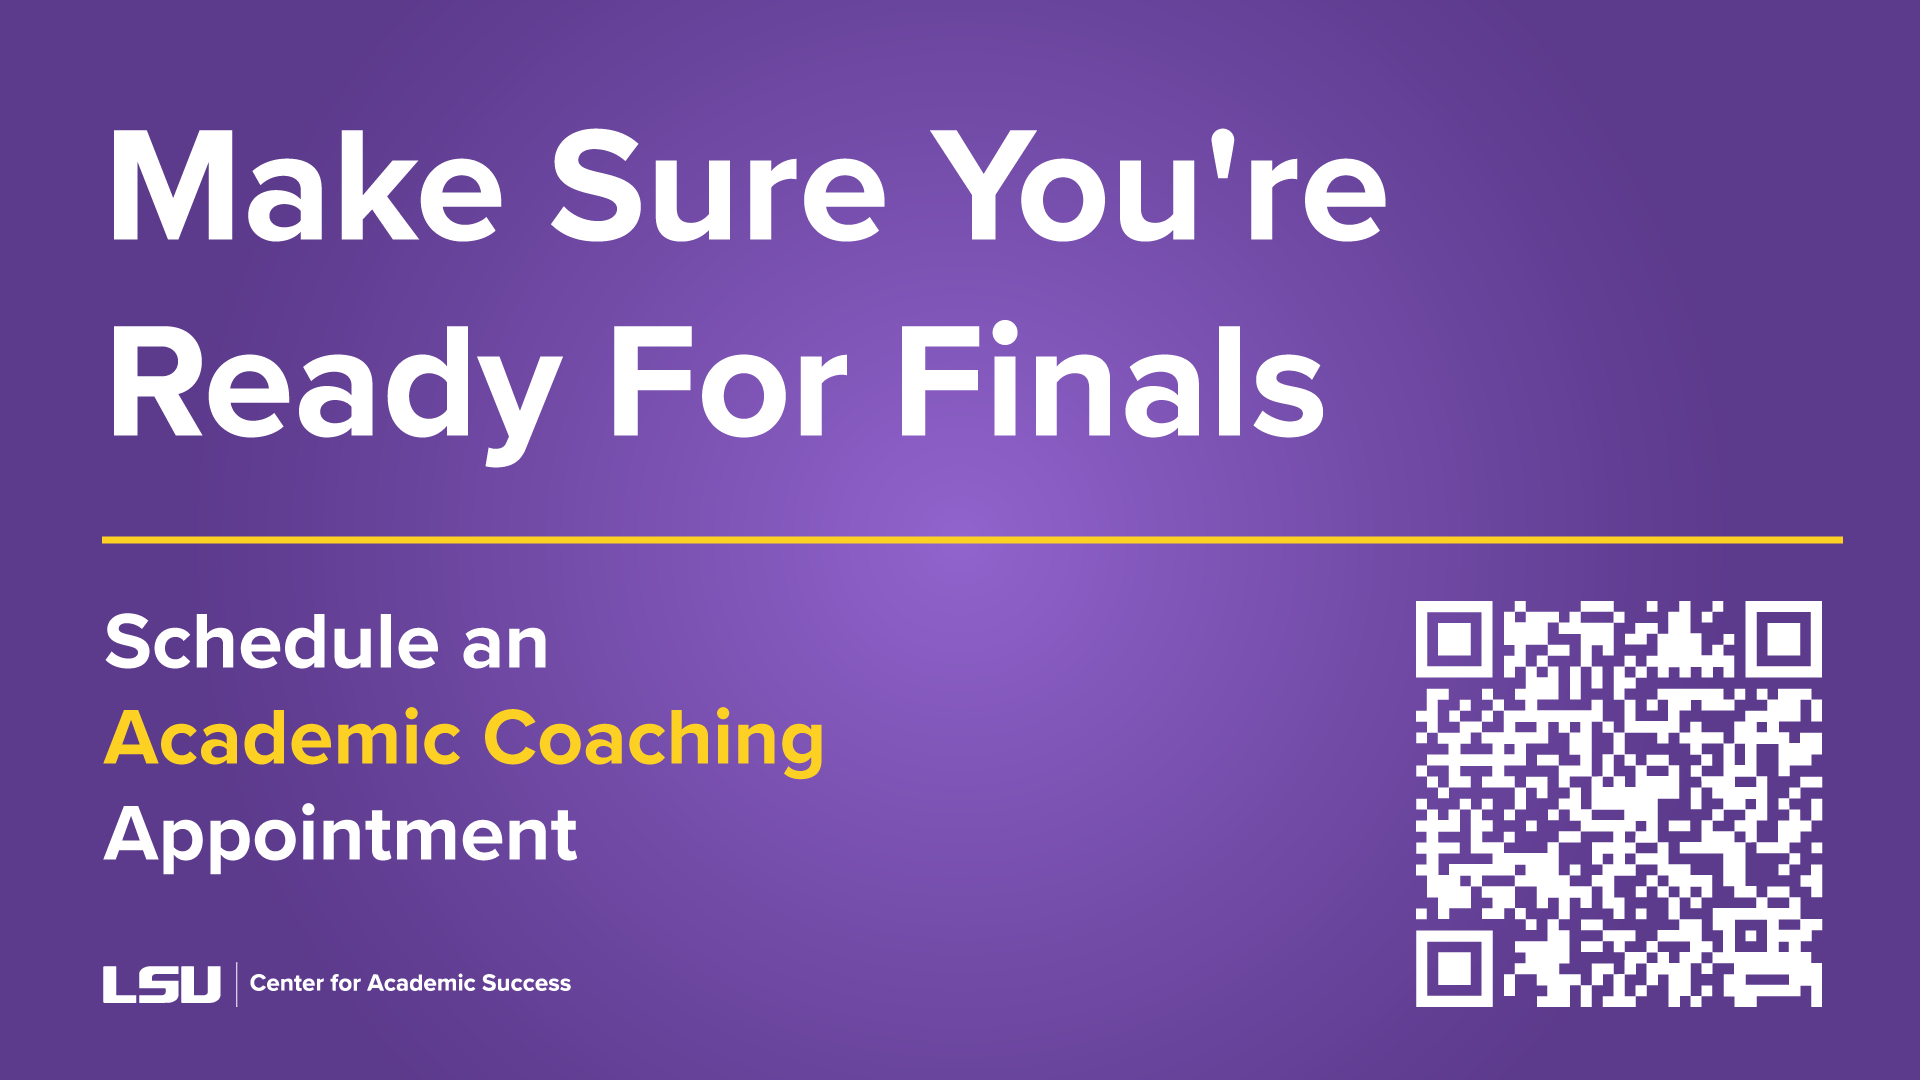 Make Sure You're
Ready For Finals
Schedule an
Academic Coaching
Appointment
LSU Center for Academic Success